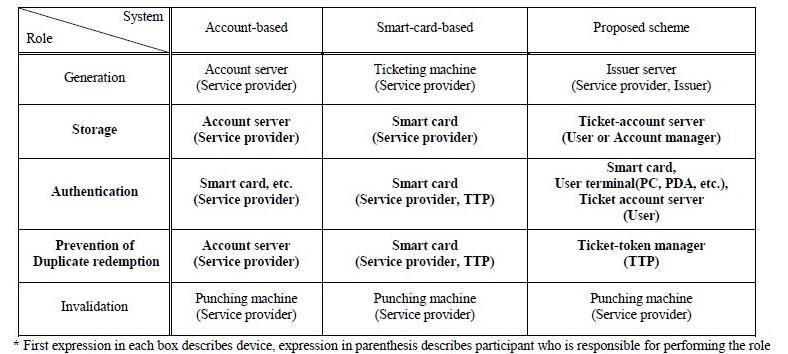 System
Role
Account-based
Smart-card-based
Proposed scheme
Generation
Account server
(Service provider)
Ticketing machine
(Service provider)
Issuer server
(Service provider, Issuer)
Storage
Account server
(Service provider)
Smart card
(Service provider)
Ticket-account server
(User or Account manager)
Authentication
Smart card, etc.
(Service provider)
Smart card
(Service provider, TTP)
Smart card,
User terminal(PC, PDA, etc.),
Ticket account server
(User)
Prevention of
Duplicate redemption
Account server
(Service provider)
Smart card
(Service provider, TTP)
Ticket-token manager
(TTP)
Invalidation
Punching machine
(Service provider)
Punching machine
(Service provider)
Punching machine
(Service provider)
* First expression in each box describes device, expression in parenthesis describes participant who is responsible for performing the role